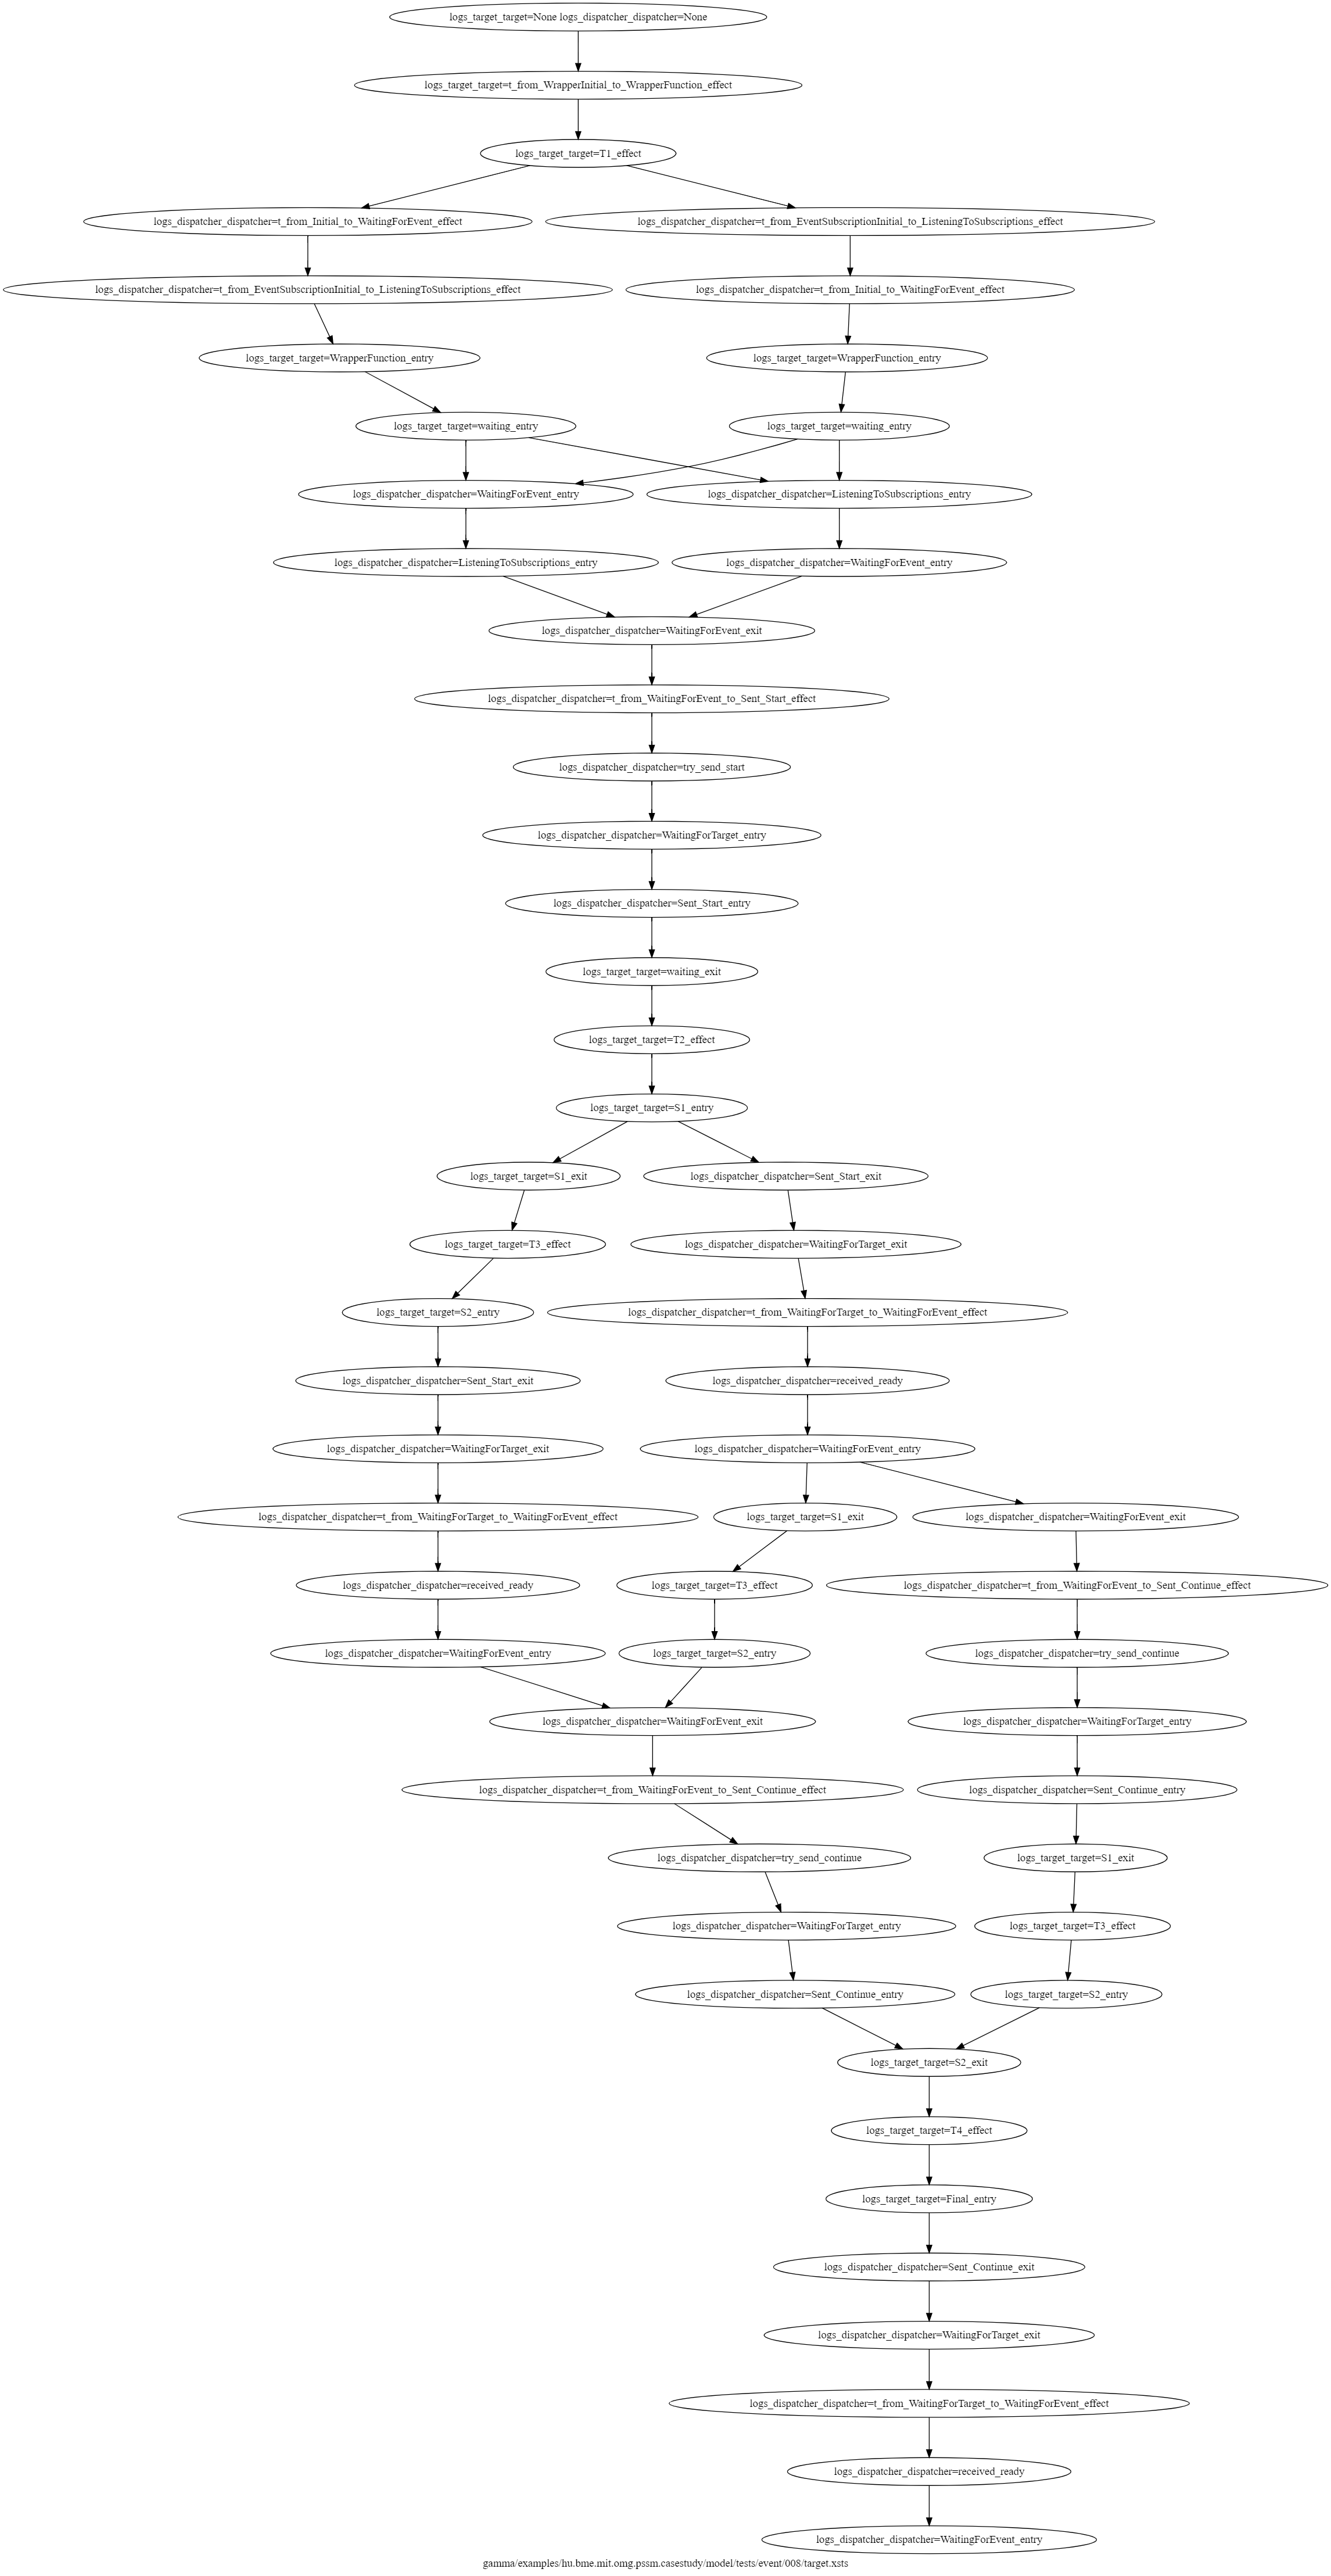 logs_target_target=None logs_dispatcher_dispatcher=None
logs_target_target=t_from_WrapperInitial_to_WrapperFunction_effect
logs_target_target=T1_effect
logs_dispatcher_dispatcher=t_from_Initial_to_WaitingForEvent_effect
logs_dispatcher_dispatcher=t_from_EventSubscriptionInitial_to_ListeningToSubscriptions_effect
logs_dispatcher_dispatcher=t_from_EventSubscriptionInitial_to_ListeningToSubscriptions_effect
logs_dispatcher_dispatcher=t_from_Initial_to_WaitingForEvent_effect
logs_target_target=WrapperFunction_entry
logs_target_target=WrapperFunction_entry
logs_target_target=waiting_entry
logs_target_target=waiting_entry
logs_dispatcher_dispatcher=WaitingForEvent_entry
logs_dispatcher_dispatcher=ListeningToSubscriptions_entry
logs_dispatcher_dispatcher=ListeningToSubscriptions_entry
logs_dispatcher_dispatcher=WaitingForEvent_entry
logs_dispatcher_dispatcher=WaitingForEvent_exit
logs_dispatcher_dispatcher=t_from_WaitingForEvent_to_Sent_Start_effect
logs_dispatcher_dispatcher=try_send_start
logs_dispatcher_dispatcher=WaitingForTarget_entry
logs_dispatcher_dispatcher=Sent_Start_entry
logs_target_target=waiting_exit
logs_target_target=T2_effect
logs_target_target=S1_entry
logs_target_target=S1_exit
logs_dispatcher_dispatcher=Sent_Start_exit
logs_target_target=T3_effect
logs_dispatcher_dispatcher=WaitingForTarget_exit
logs_target_target=S2_entry
logs_dispatcher_dispatcher=t_from_WaitingForTarget_to_WaitingForEvent_effect
logs_dispatcher_dispatcher=Sent_Start_exit
logs_dispatcher_dispatcher=received_ready
logs_dispatcher_dispatcher=WaitingForTarget_exit
logs_dispatcher_dispatcher=WaitingForEvent_entry
logs_dispatcher_dispatcher=t_from_WaitingForTarget_to_WaitingForEvent_effect
logs_target_target=S1_exit
logs_dispatcher_dispatcher=WaitingForEvent_exit
logs_dispatcher_dispatcher=received_ready
logs_target_target=T3_effect
logs_dispatcher_dispatcher=t_from_WaitingForEvent_to_Sent_Continue_effect
logs_dispatcher_dispatcher=WaitingForEvent_entry
logs_target_target=S2_entry
logs_dispatcher_dispatcher=try_send_continue
logs_dispatcher_dispatcher=WaitingForEvent_exit
logs_dispatcher_dispatcher=WaitingForTarget_entry
logs_dispatcher_dispatcher=t_from_WaitingForEvent_to_Sent_Continue_effect
logs_dispatcher_dispatcher=Sent_Continue_entry
logs_dispatcher_dispatcher=try_send_continue
logs_target_target=S1_exit
logs_dispatcher_dispatcher=WaitingForTarget_entry
logs_target_target=T3_effect
logs_dispatcher_dispatcher=Sent_Continue_entry
logs_target_target=S2_entry
logs_target_target=S2_exit
logs_target_target=T4_effect
logs_target_target=Final_entry
logs_dispatcher_dispatcher=Sent_Continue_exit
logs_dispatcher_dispatcher=WaitingForTarget_exit
logs_dispatcher_dispatcher=t_from_WaitingForTarget_to_WaitingForEvent_effect
logs_dispatcher_dispatcher=received_ready
logs_dispatcher_dispatcher=WaitingForEvent_entry
gamma/examples/hu.bme.mit.omg.pssm.casestudy/model/tests/event/008/target.xsts